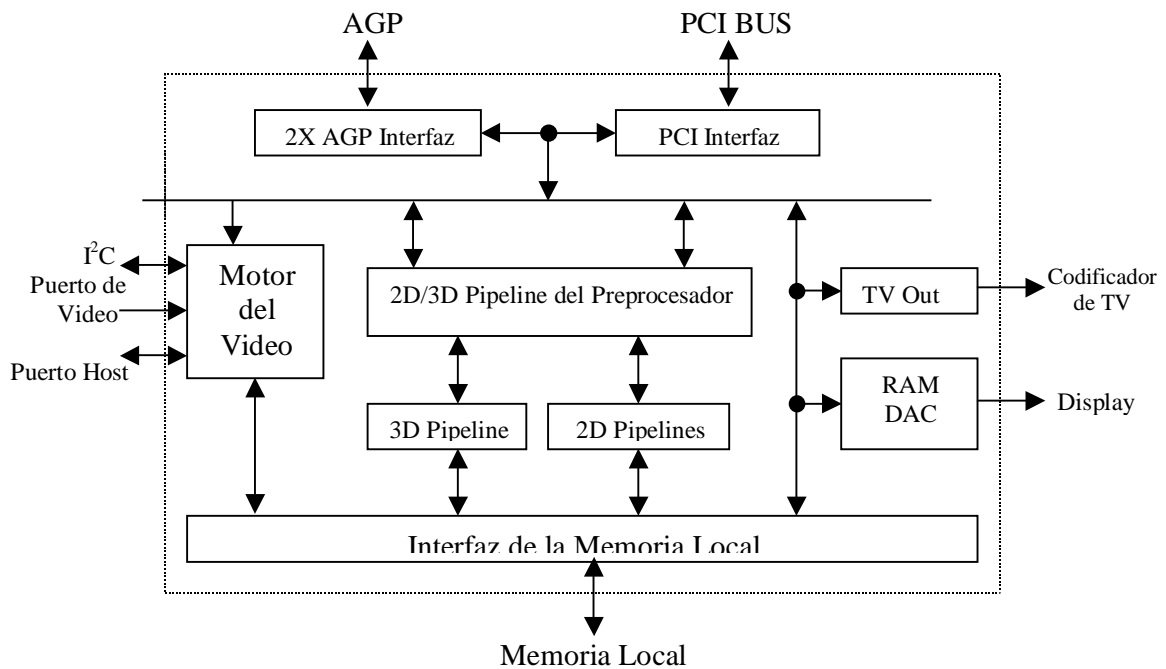 AGP
PCI BUS
2X AGP Interfaz
PCI Interfaz
I²C
Puerto de
Video
Puerto Host
Motor
del
Video
2D/3D Pipeline del Preprocesador
TV Out
Codificador
de TV
RAM
DAC
Display
3D Pipeline
2D Pipelines
Interfaz de la Memoria Local
Memoria Local